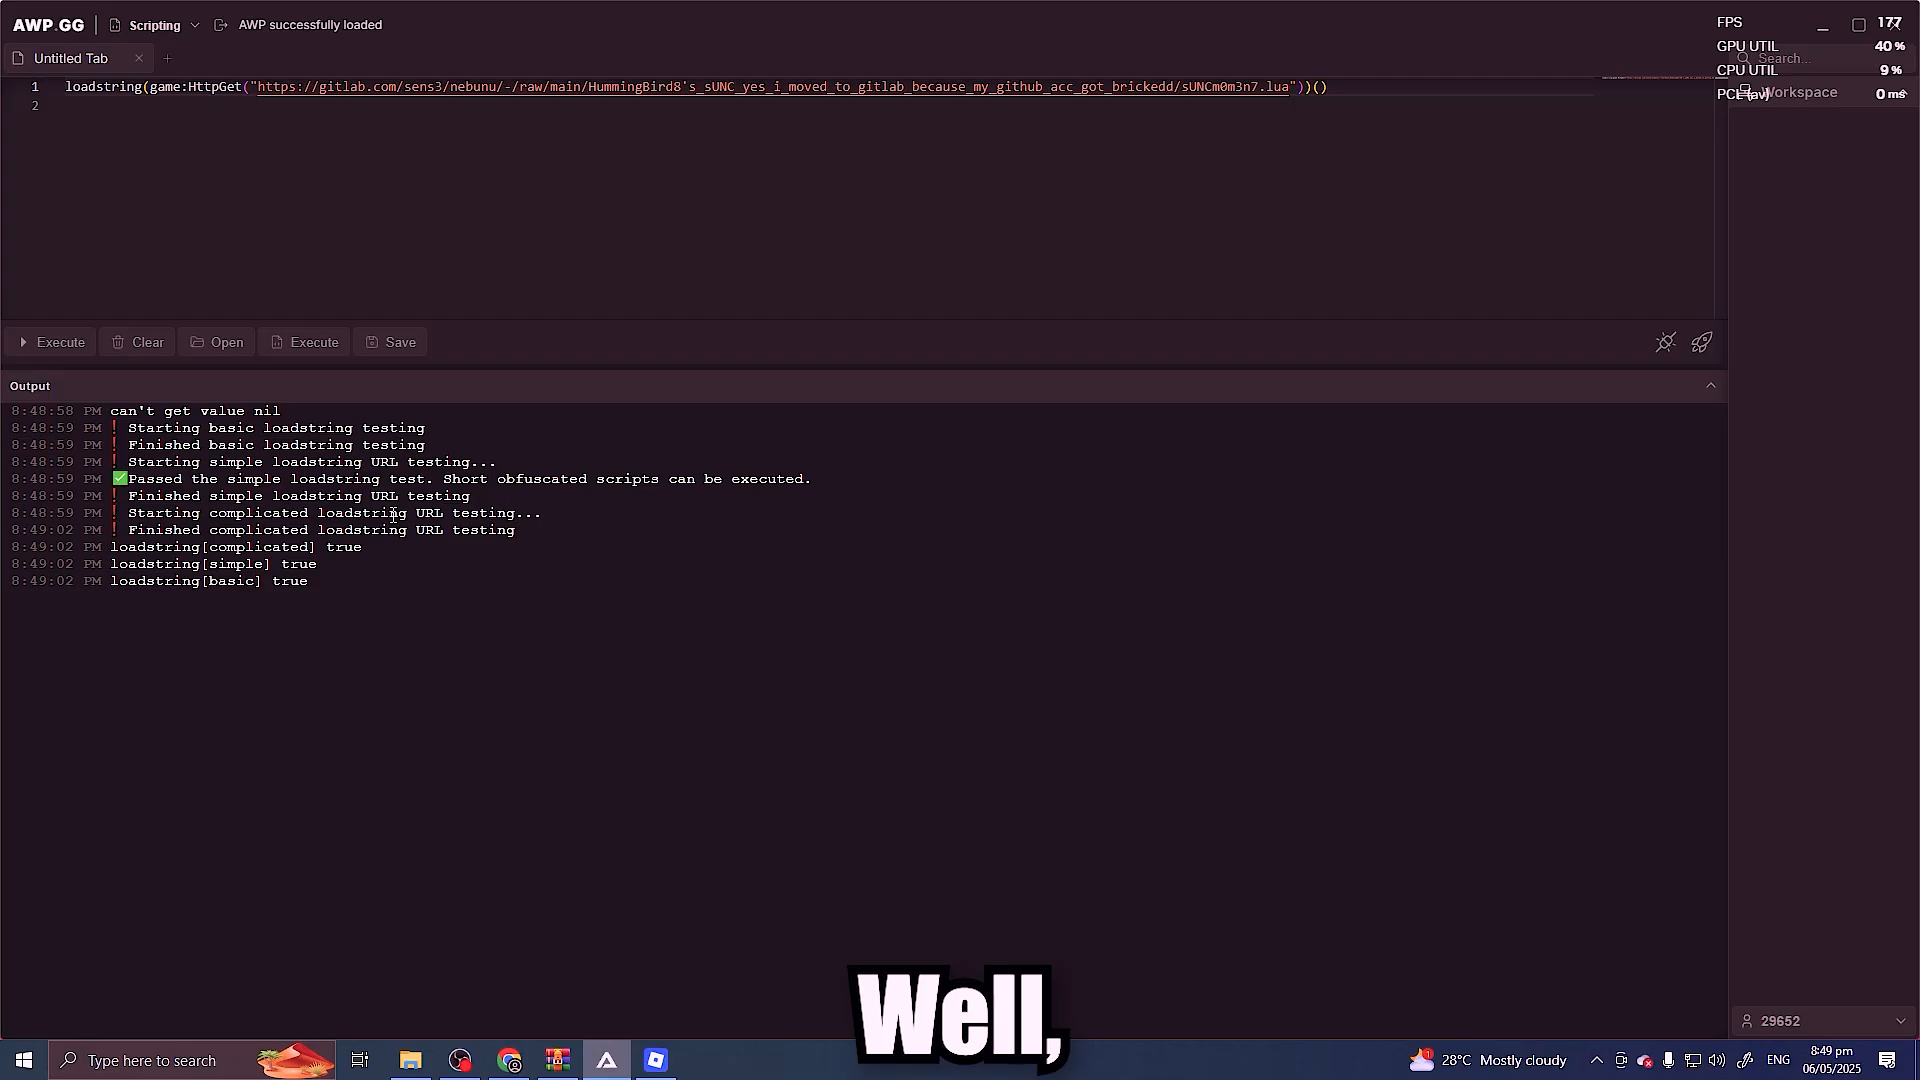 AWP.GG
Scripting
AWP successfully loaded
FPS 177
GPU UTIL 40 %
CPU UTIL 9 %
0 ms
Untitled Tab
Search...
Workspace
1 loadstring(game:HttpGet("https://gitlab.com/sens3/nebunu/-/raw/main/HummingBird8's_sUNC_yes_i_moved_to_gitlab_because_my_github_acc_got_brickedd/sUNCm0m3n7.lua"))()
2
Execute Clear Open Execute Save
Output
8:48:58 PM can't get value nil
8:48:59 PM ❗ Starting basic loadstring testing
8:48:59 PM ❗ Finished basic loadstring testing
8:48:59 PM ❗ Starting simple loadstring URL testing...
8:48:59 PM ✅Passed the simple loadstring test. Short obfuscated scripts can be executed.
8:48:59 PM ❗ Finished simple loadstring URL testing
8:48:59 PM ❗ Starting complicated loadstring URL testing...
8:49:02 PM ❗ Finished complicated loadstring URL testing
8:49:02 PM loadstring[complicated] true
8:49:02 PM loadstring[simple] true
8:49:02 PM loadstring[basic] true
Well,
29652
Type here to search
1
28°C Mostly cloudy
ENG
8:49 pm
06/05/2025